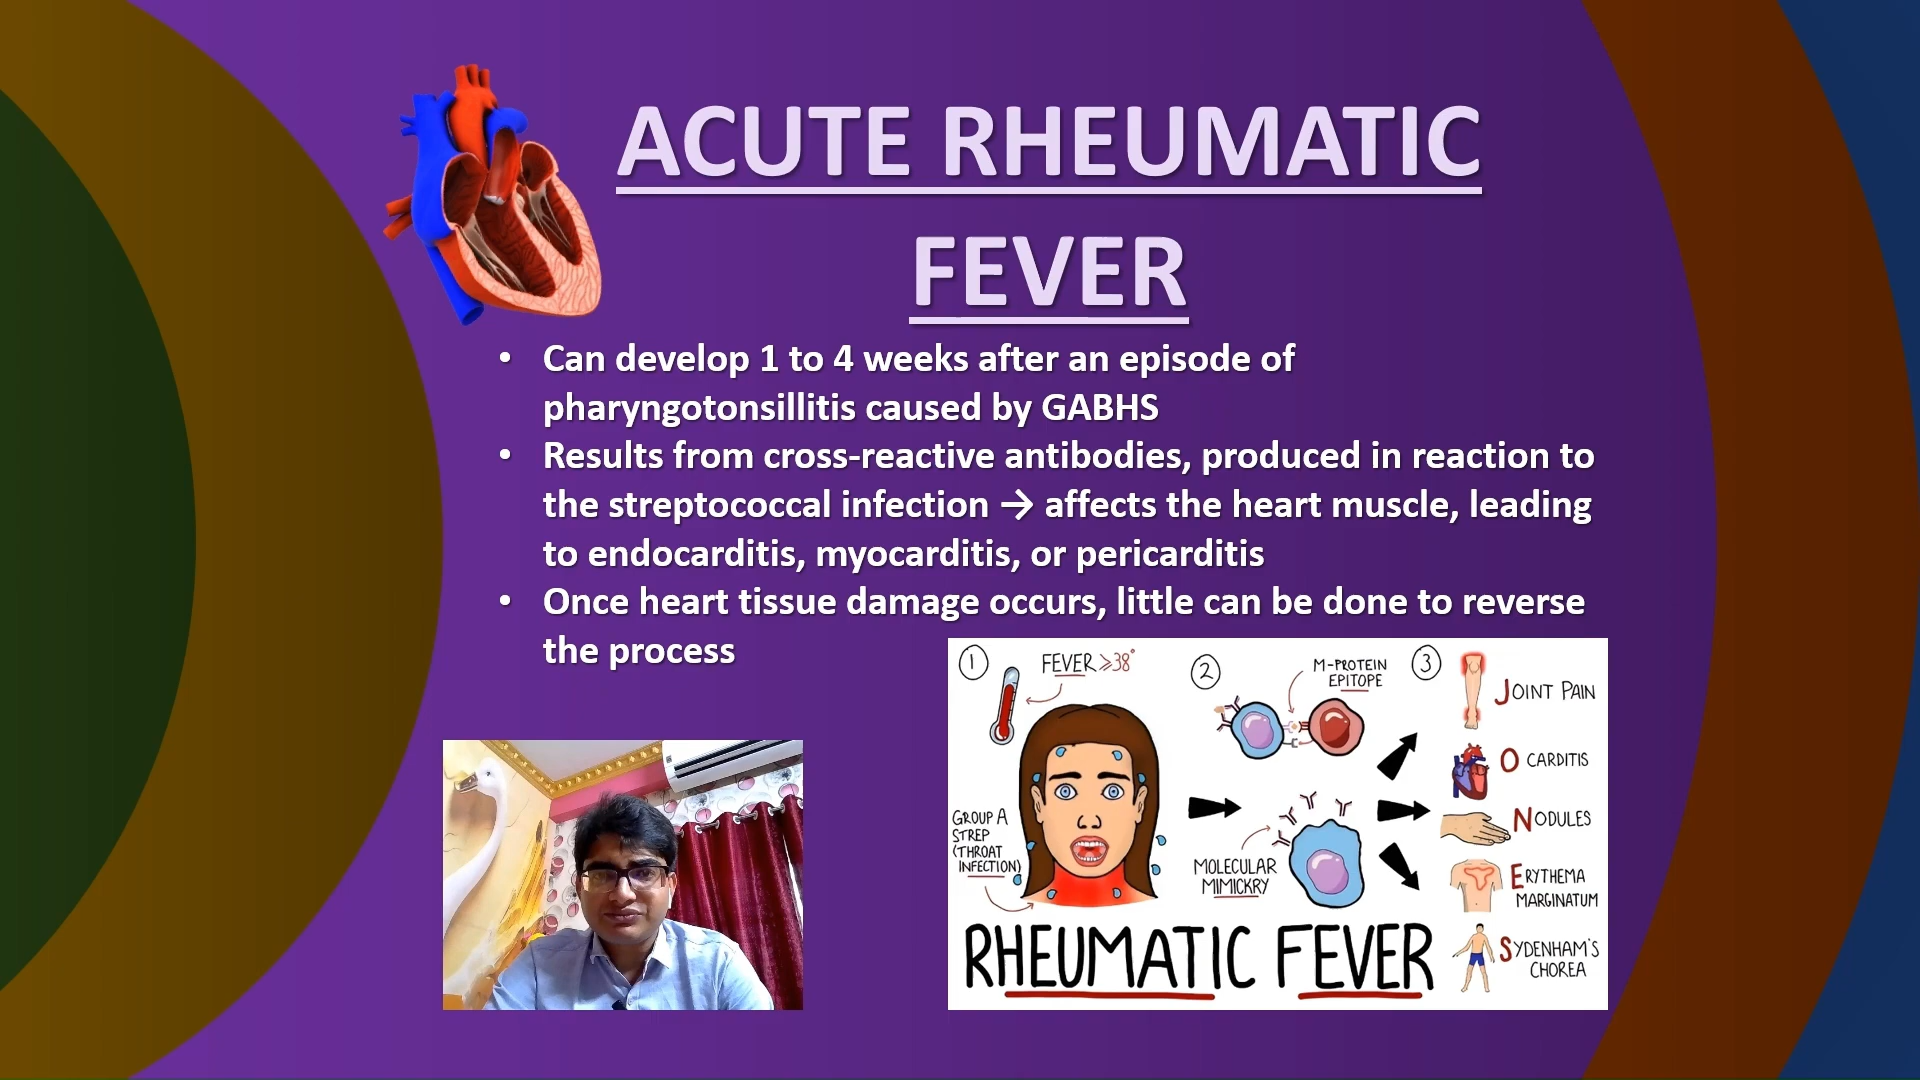 ACUTE RHEUMATIC
FEVER
• Can develop 1 to 4 weeks after an episode of
pharyngotonsillitis caused by GABHS
• Results from cross-reactive antibodies, produced in reaction to
the streptococcal infection → affects the heart muscle, leading
to endocarditis, myocarditis, or pericarditis
• Once heart tissue damage occurs, little can be done to reverse
the process
1
FEVER ≥38°
GROUP A
STREP
(THROAT
INFECTION)
2
M-PROTEIN
EPITOPE
MOLECULAR
MIMICKRY
3
JOINT PAIN
O CARDITIS
NODULES
ERYTHEMA
MARGINATUM
SYDENHAM'S
CHOREA
RHEUMATIC FEVER